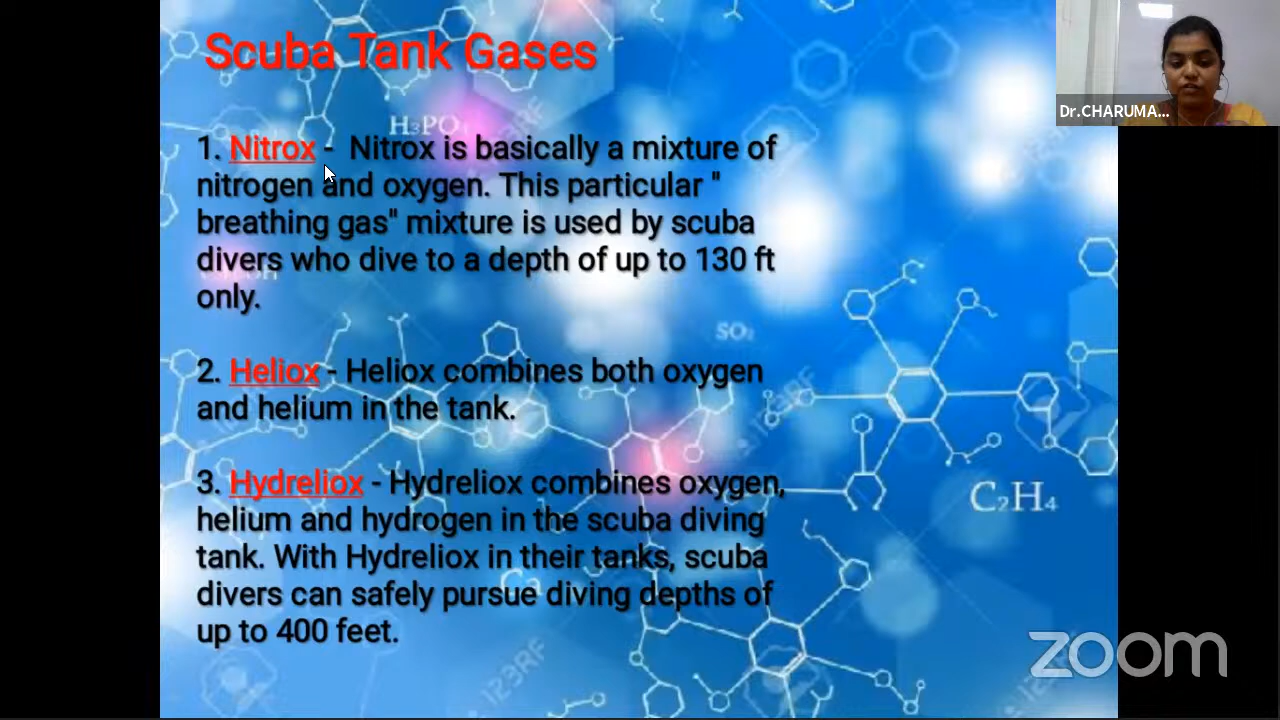 Scuba Tank Gases
Dr.CHARUMA...
H₃PO₄
1. Nitrox - Nitrox is basically a mixture of
nitrogen and oxygen. This particular "
breathing gas" mixture is used by scuba
divers who dive to a depth of up to 130 ft
only.
SO₂
2. Heliox - Heliox combines both oxygen
and helium in the tank.
3. Hydreliox - Hydreliox combines oxygen,
helium and hydrogen in the scuba diving
tank. With Hydreliox in their tanks, scuba
divers can safely pursue diving depths of
up to 400 feet.
C₂H₄
123RF
123RF
123RF
zoom